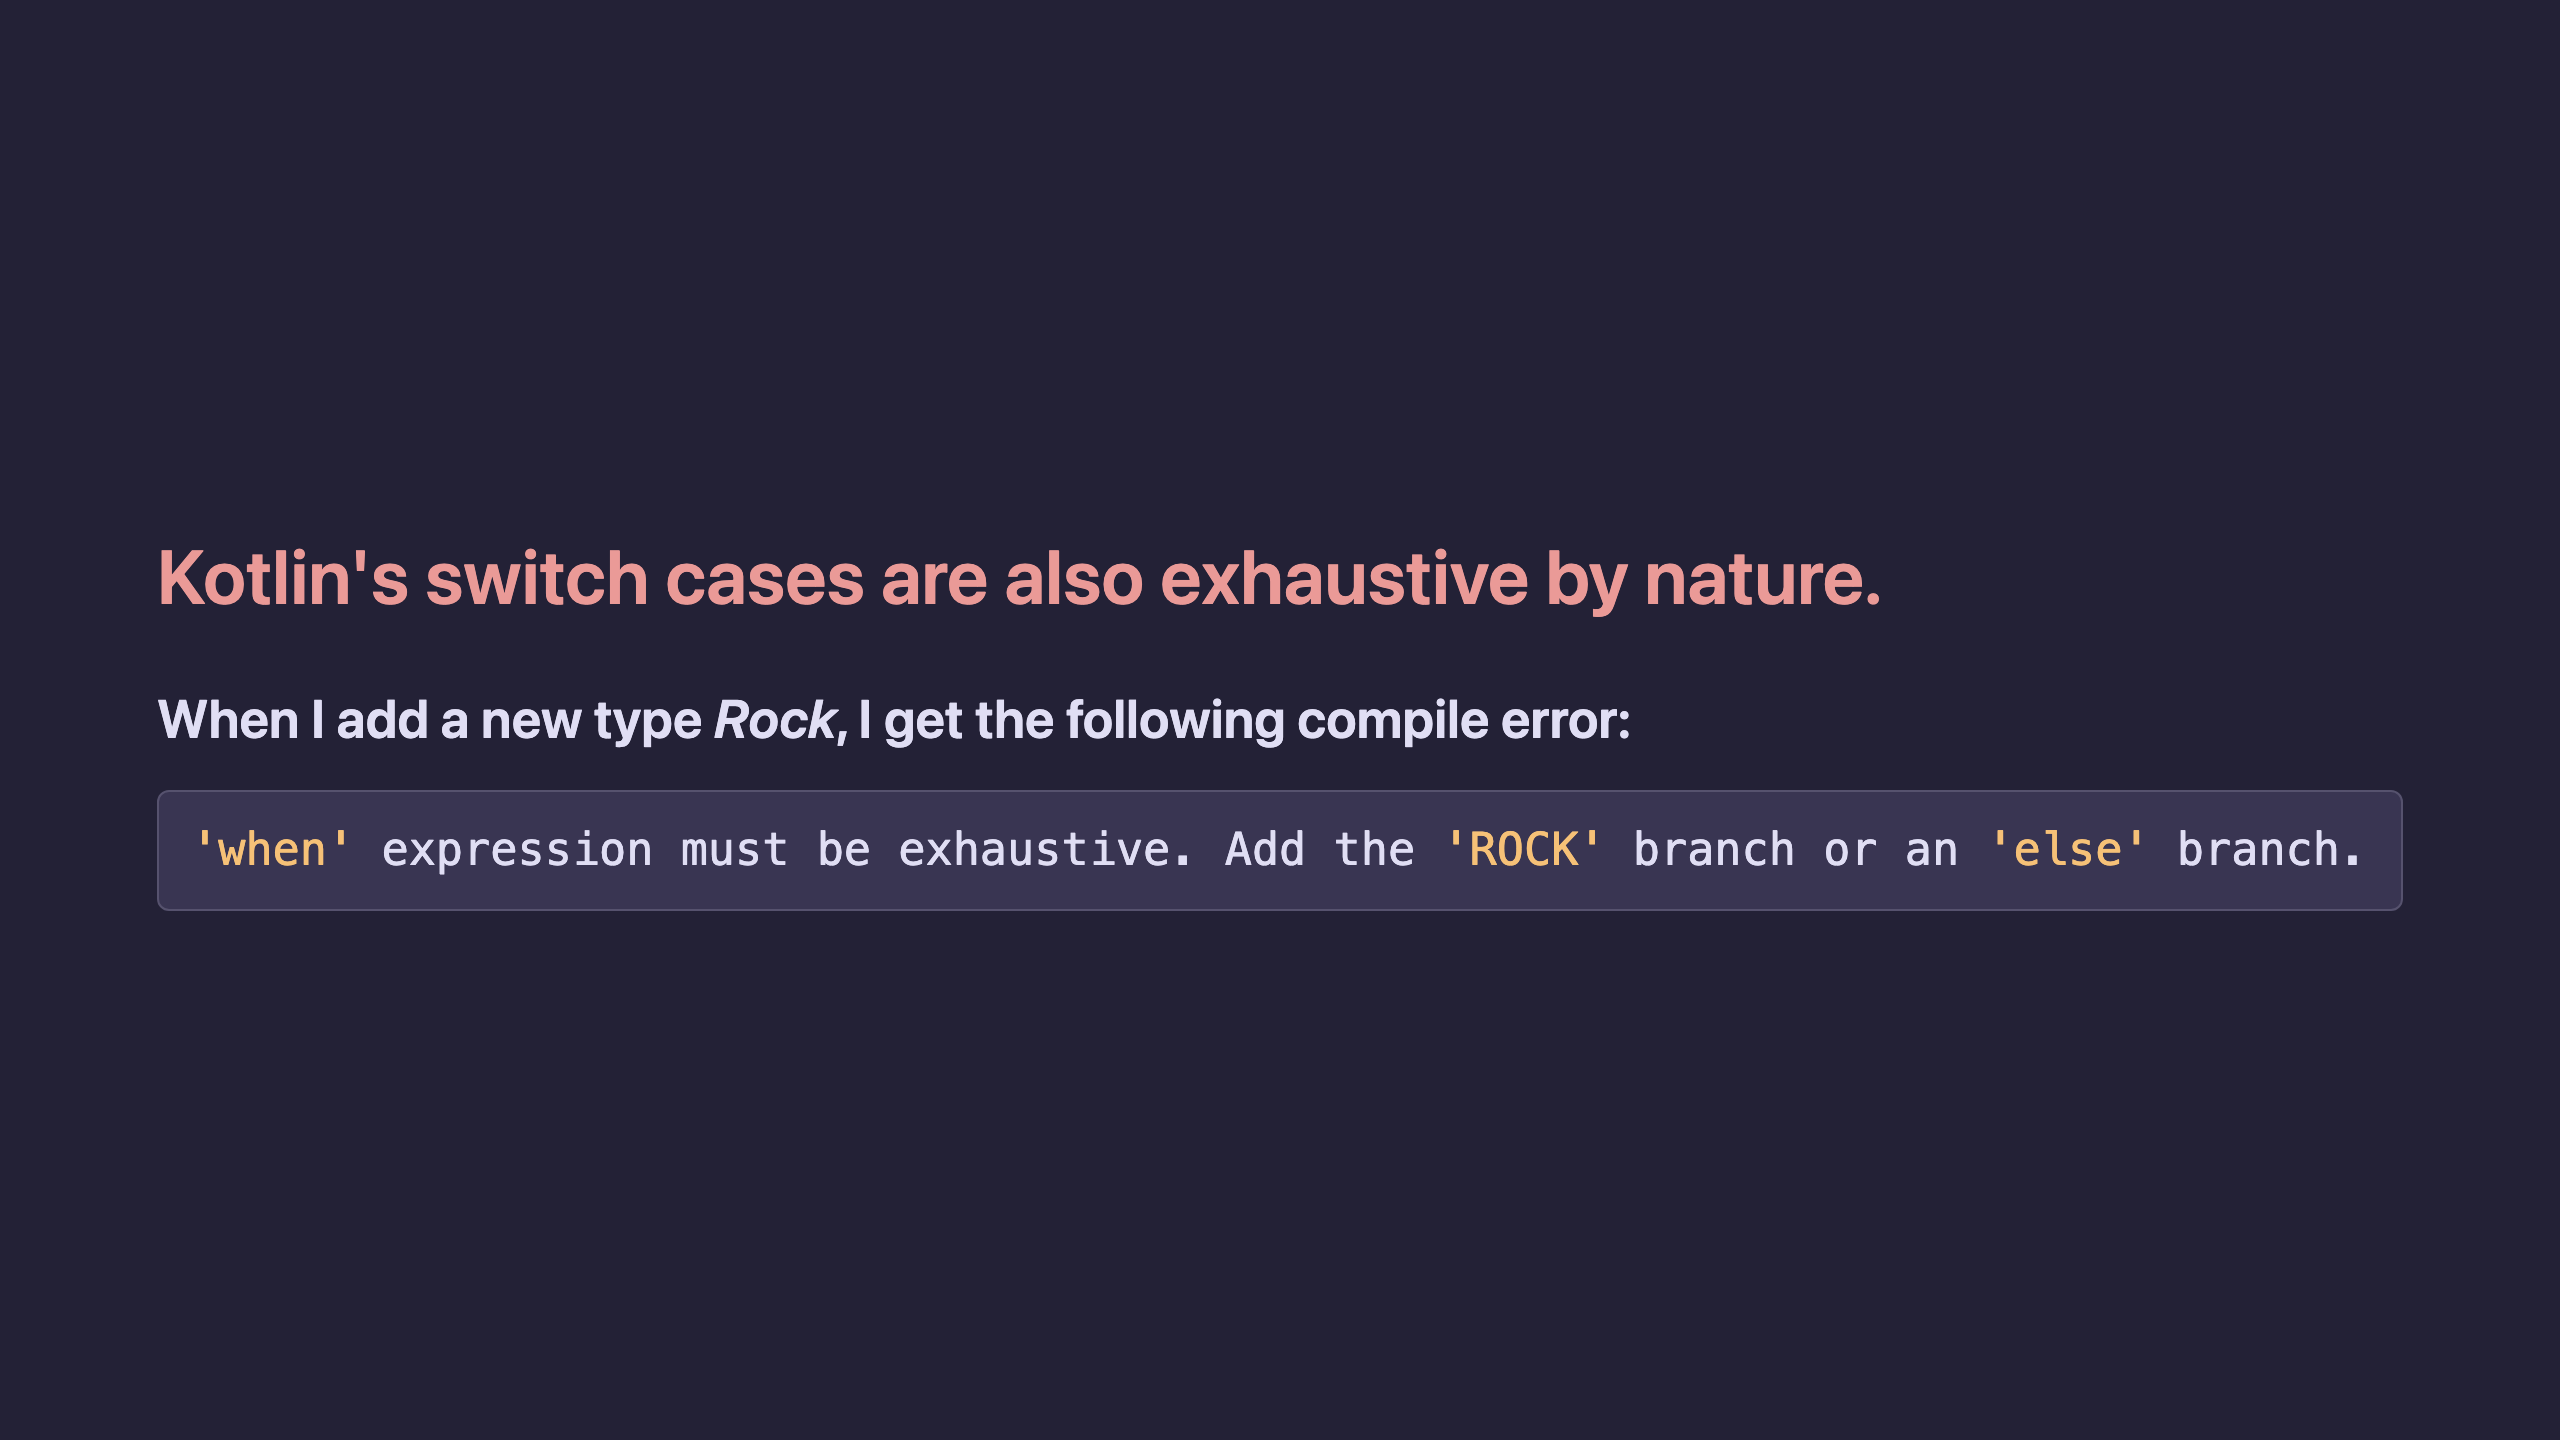 Kotlin's switch cases are also exhaustive by nature.
When I add a new type Rock, I get the following compile error:
'when' expression must be exhaustive. Add the 'ROCK' branch or an 'else' branch.